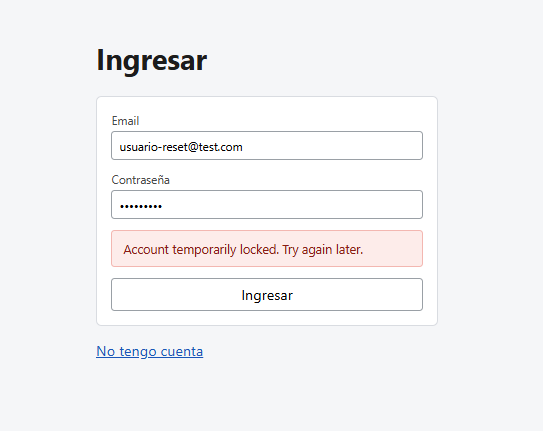 Ingresar
Email
usuario-reset@test.com
Contraseña
•••••••••
Account temporarily locked. Try again later.
Ingresar
No tengo cuenta